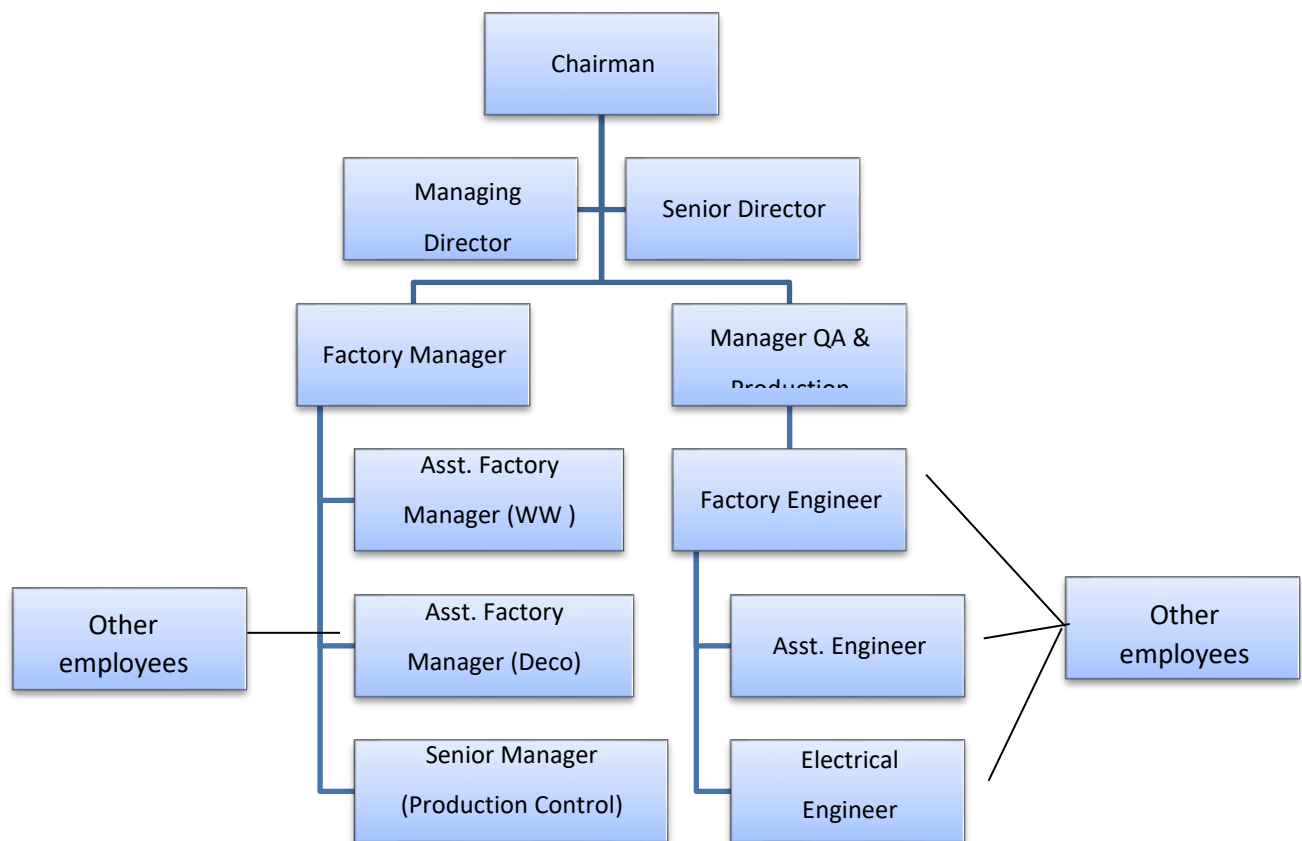 Chairman
Managing
Director
Senior Director
Factory Manager
Manager QA &
Production
Asst. Factory
Manager (WW )
Factory Engineer
Other
employees
Asst. Factory
Manager (Deco)
Asst. Engineer
Other
employees
Senior Manager
(Production Control)
Electrical
Engineer